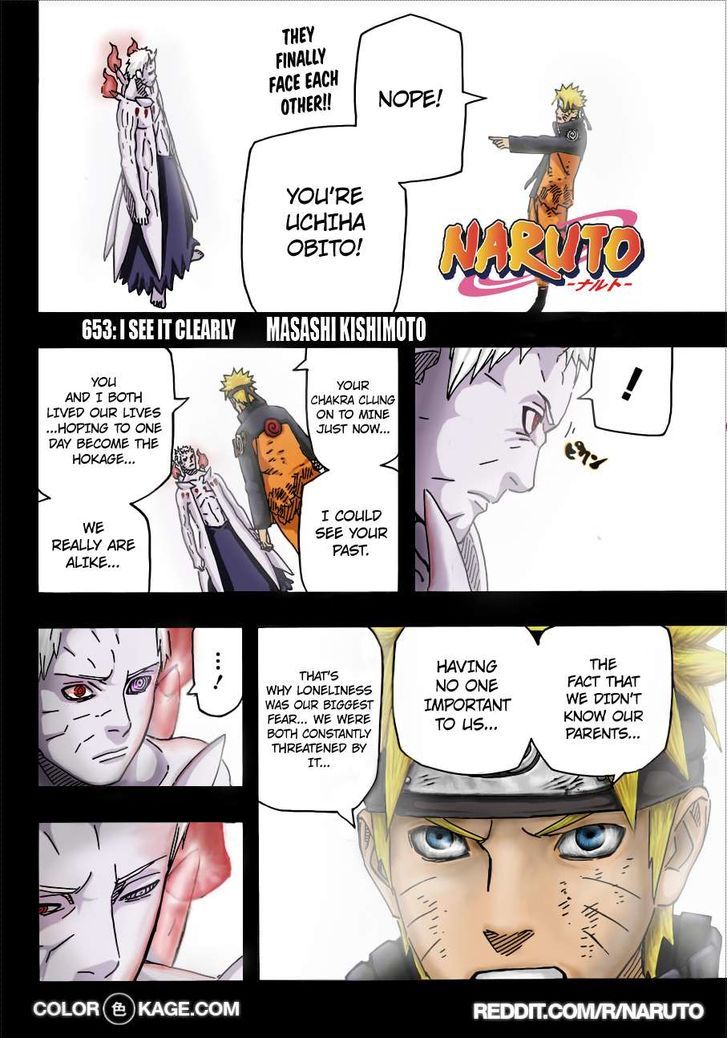 THEY
FINALLY
FACE EACH
OTHER!!
NOPE!
YOU'RE
UCHIHA
OBITO!
NARUTO
-ナルト-
653: I SEE IT CLEARLY MASASHI KISHIMOTO
!
ピクン
YOUR
CHAKRA CLUNG
ON TO MINE
JUST NOW...
I COULD
SEE YOUR
PAST.
YOU
AND I BOTH
LIVED OUR LIVES
...HOPING TO ONE
DAY BECOME THE
HOKAGE...
WE
REALLY ARE
ALIKE...
THE
FACT THAT
WE DIDN'T
KNOW OUR
PARENTS...
HAVING
NO ONE
IMPORTANT
TO US...
THAT'S
WHY LONELINESS
WAS OUR BIGGEST
FEAR... WE WERE
BOTH CONSTANTLY
THREATENED BY
IT...
...!
COLOR 色 KAGE.COM
REDDIT.COM/R/NARUTO